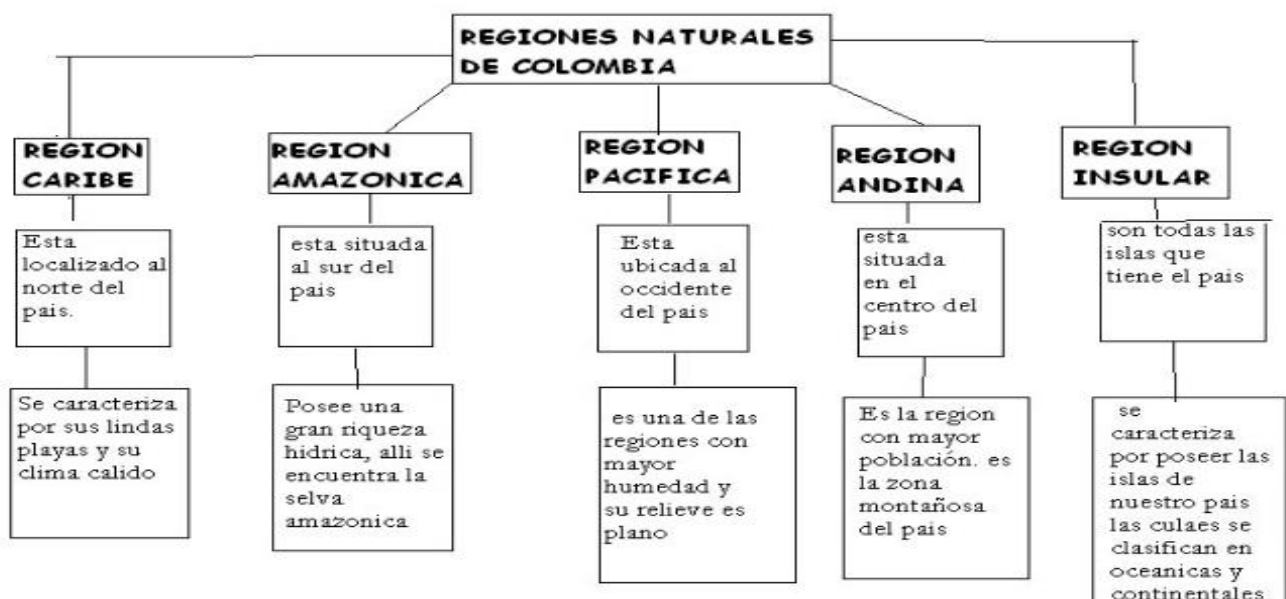 REGIONES NATURALES
DE COLOMBIA
REGION
CARIBE
REGION
AMAZONICA
REGION
PACIFICA
REGION
ANDINA
REGION
INSULAR
Esta
localizado al
norte del
pais.
esta situada
al sur del
pais
Esta
ubicada al
occidente
del pais
esta
situada
en el
centro del
pais
son todas las
islas que
tiene el pais
Se caracteriza
por sus lindas
playas y su
clima calido
Posee una
gran riqueza
hidrica, alli se
encuentra la
selva
amazonica
es una de las
regiones con
mayor
humedad y
su relieve es
plano
Es la region
con mayor
población. es
la zona
montañosa
del pais
se
caracteriza
por poseer las
islas de
nuestro pais
las culaes se
clasifican en
oceanicas y
continentales